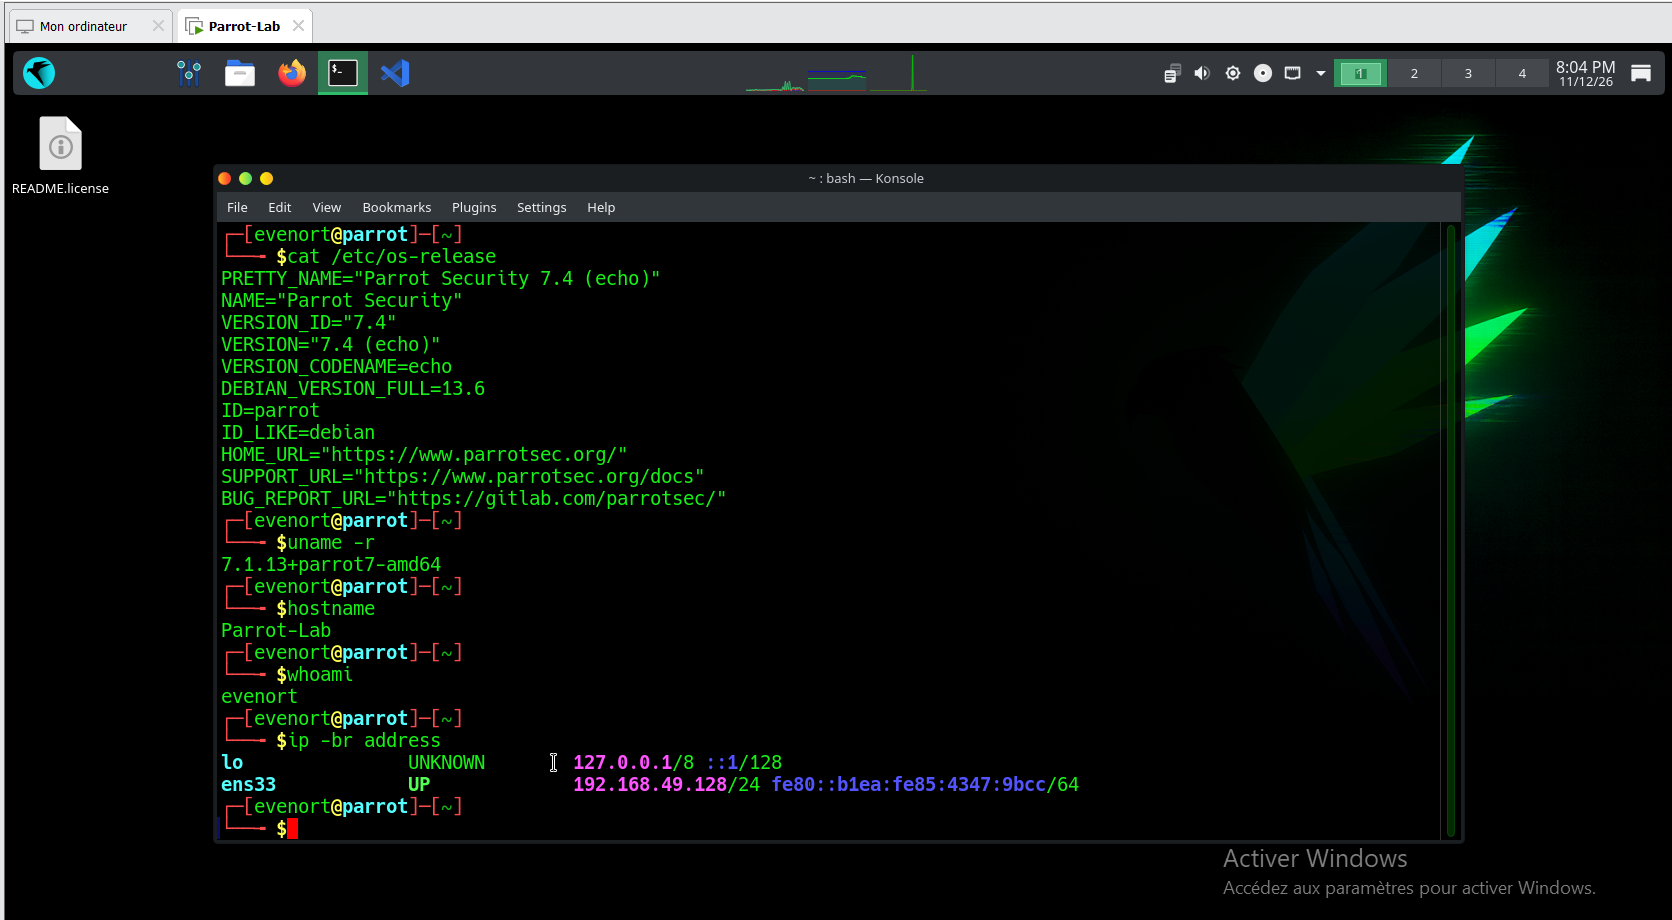 Mon ordinateur
Parrot-Lab
1
2
3
4
8:04 PM
11/12/26
README.license
~ : bash — Konsole
File Edit View Bookmarks Plugins Settings Help
┌─[evenort@parrot]─[~]
└──╼ $cat /etc/os-release
PRETTY_NAME="Parrot Security 7.4 (echo)"
NAME="Parrot Security"
VERSION_ID="7.4"
VERSION="7.4 (echo)"
VERSION_CODENAME=echo
DEBIAN_VERSION_FULL=13.6
ID=parrot
ID_LIKE=debian
HOME_URL="https://www.parrotsec.org/"
SUPPORT_URL="https://www.parrotsec.org/docs"
BUG_REPORT_URL="https://gitlab.com/parrotsec/"
┌─[evenort@parrot]─[~]
└──╼ $uname -r
7.1.13+parrot7-amd64
┌─[evenort@parrot]─[~]
└──╼ $hostname
Parrot-Lab
┌─[evenort@parrot]─[~]
└──╼ $whoami
evenort
┌─[evenort@parrot]─[~]
└──╼ $ip -br address
lo UNKNOWN 127.0.0.1/8 ::1/128
ens33 UP 192.168.49.128/24 fe80::b1ea:fe85:4347:9bcc/64
┌─[evenort@parrot]─[~]
└──╼ $
Activer Windows
Accédez aux paramètres pour activer Windows.